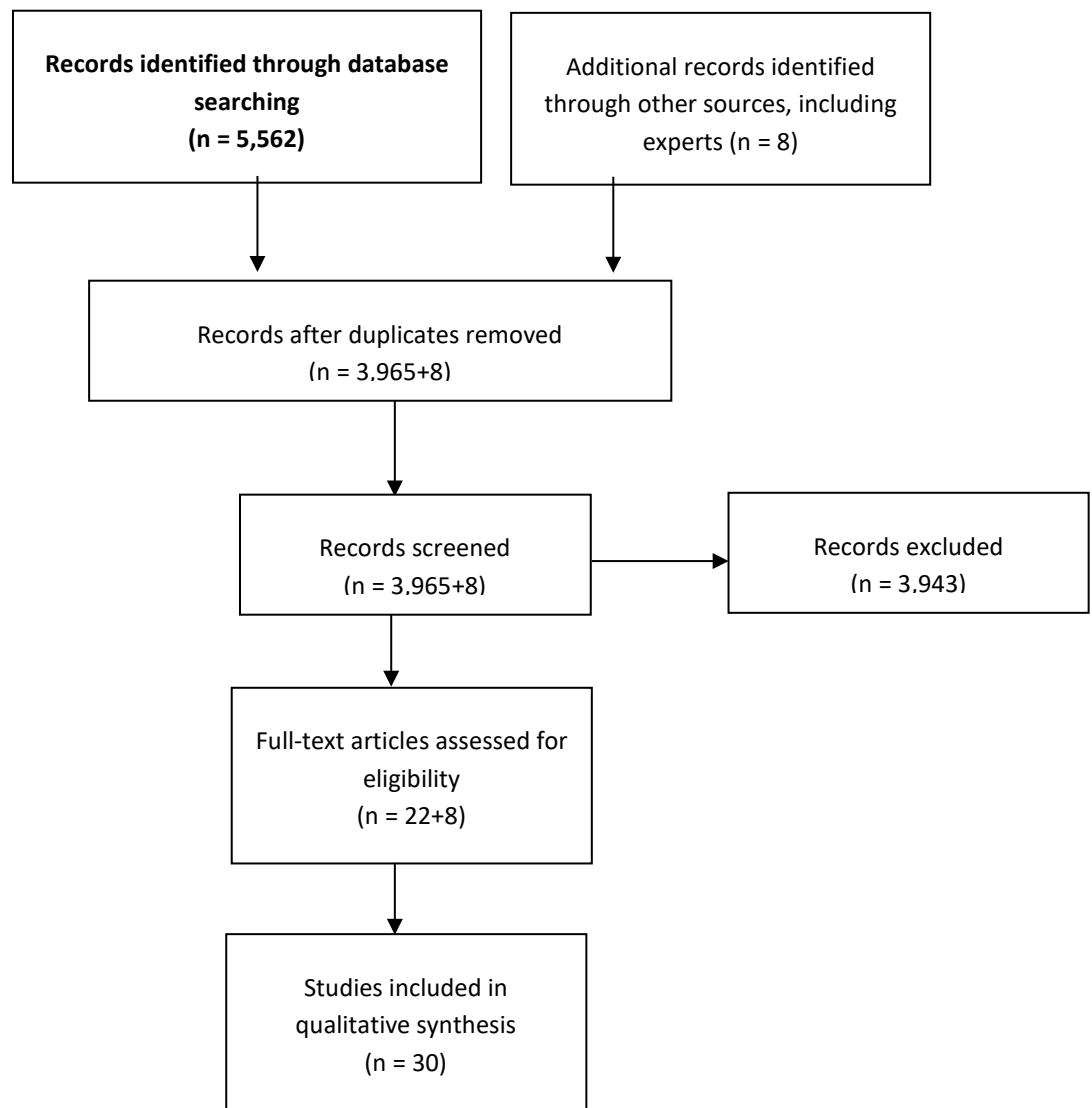 Records identified through database
searching
(n = 5,562)
Additional records identified
through other sources, including
experts (n = 8)
Records after duplicates removed
(n = 3,965+8)
Records screened
(n = 3,965+8)
Records excluded
(n = 3,943)
Full-text articles assessed for
eligibility
(n = 22+8)
Studies included in
qualitative synthesis
(n = 30)